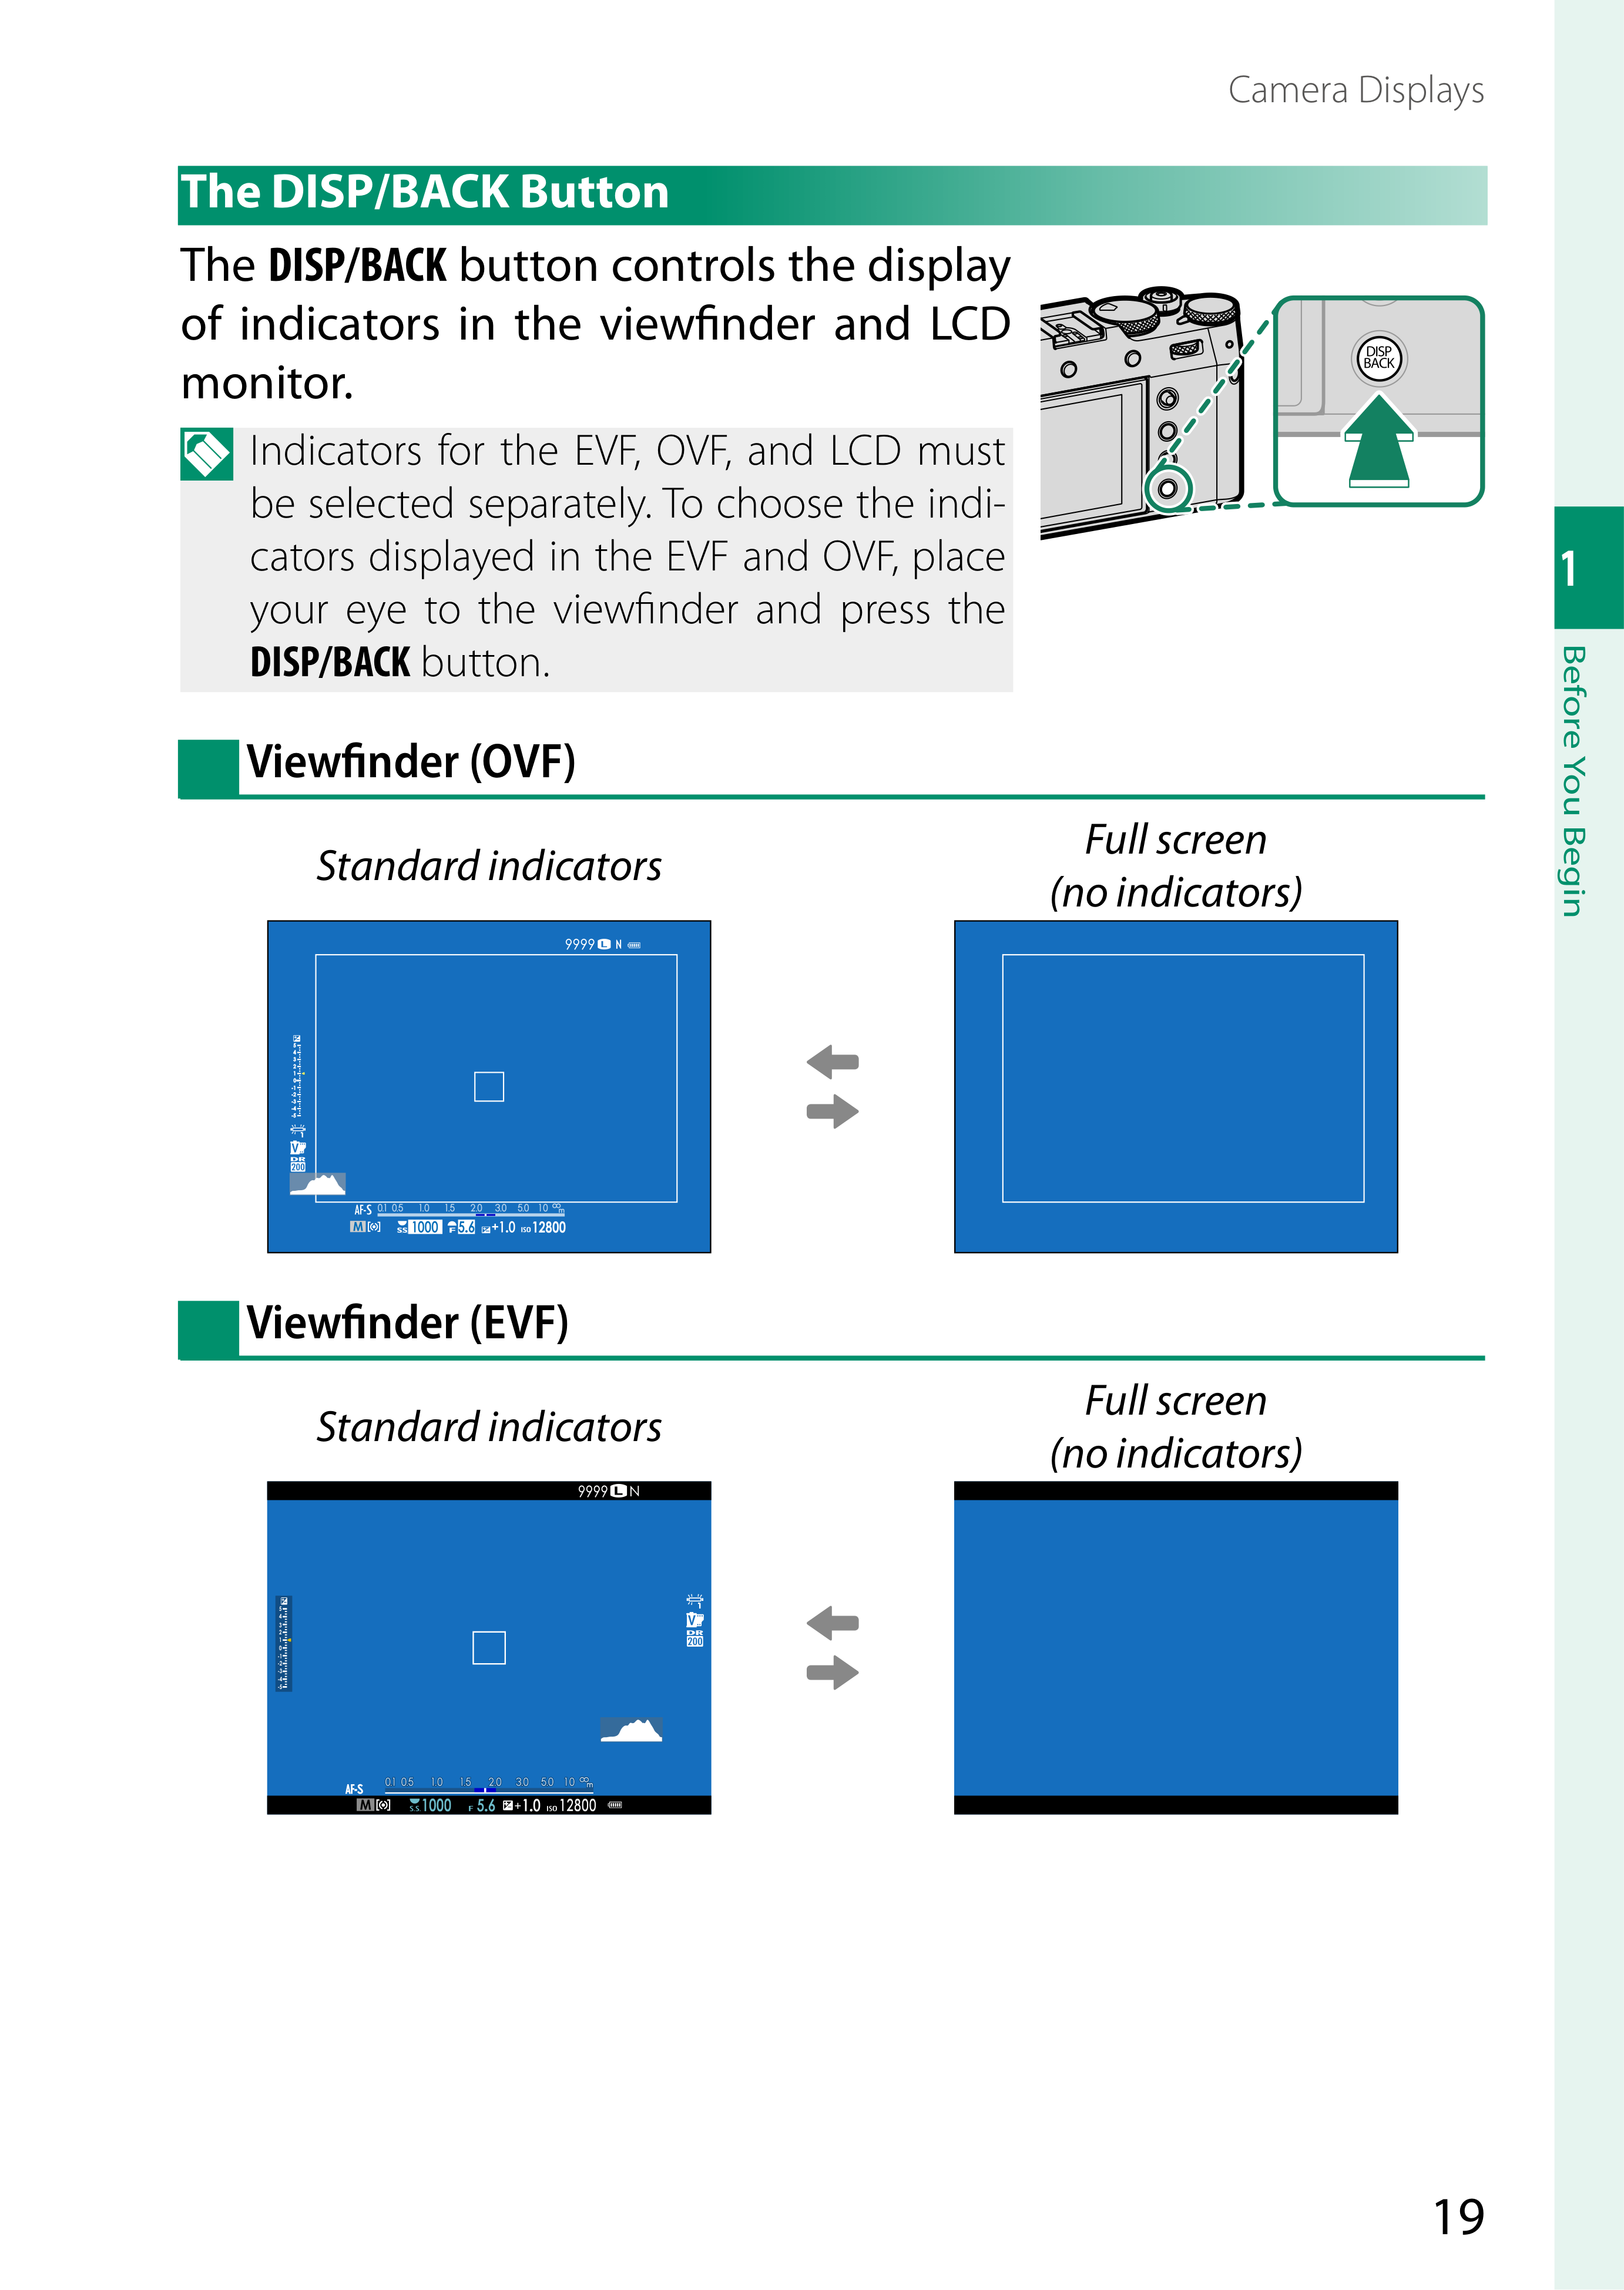 Camera Displays
The DISP/BACK Button
The DISP/BACK button controls the display
of indicators in the viewfinder and LCD
monitor.
DISP
BACK
Indicators for the EVF, OVF, and LCD must
be selected separately. To choose the indi-
cators displayed in the EVF and OVF, place
your eye to the viewfinder and press the
DISP/BACK button.
1
Before You Begin
Viewfinder (OVF)
Standard indicators
Full screen
(no indicators)
9999 L N
V
DR
200
AF-S 0.1 0.5 1.0 1.5 2.0 3.0 5.0 10 ∞ m
M SS 1000 F 5.6 +1.0 ISO 12800
Viewfinder (EVF)
Standard indicators
Full screen
(no indicators)
9999 L N
V
DR
200
AF-S 0.1 0.5 1.0 1.5 2.0 3.0 5.0 10 ∞ m
M S.S. 1000 F 5.6 +1.0 ISO 12800
19